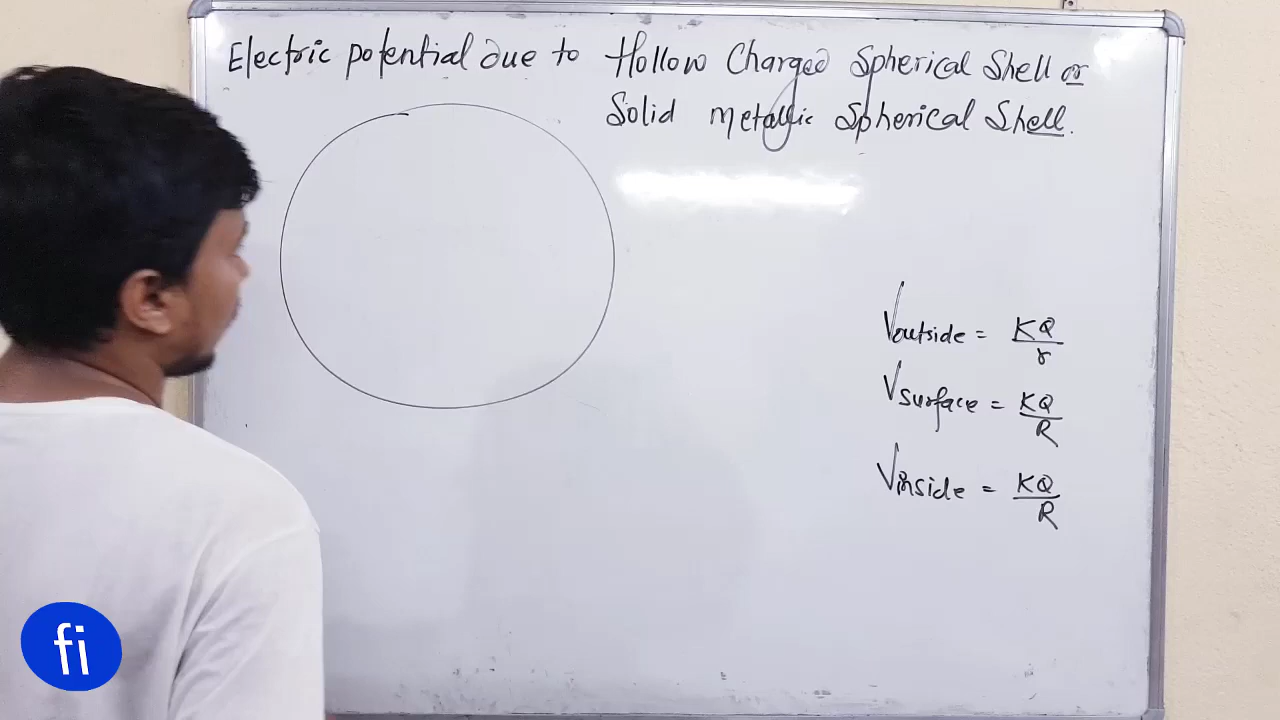 Electric potential due to Hollow Charged Spherical Shell or
Solid metallic Spherical Shell.
Voutside = KQ/r
Vsurface = KQ/R
Vinside = KQ/R
fi